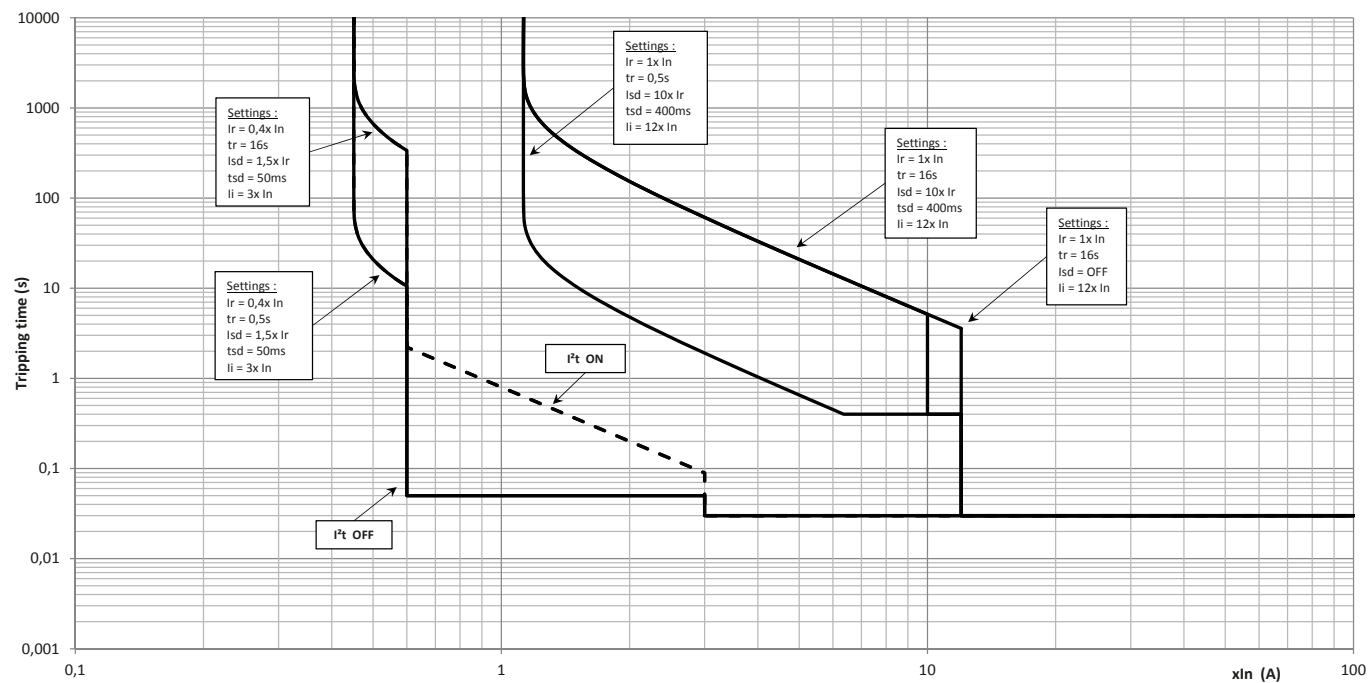 10000
1000
100
10
1
0,1
0,01
0,001
Tripping time (s)
0,1
1
10
100
xIn (A)
Settings :
Ir = 0,4x In
tr = 16s
Isd = 1,5x Ir
tsd = 50ms
Ii = 3x In
Settings :
Ir = 0,4x In
tr = 0,5s
Isd = 1,5x Ir
tsd = 50ms
Ii = 3x In
Settings :
Ir = 1x In
tr = 0,5s
Isd = 10x Ir
tsd = 400ms
Ii = 12x In
Settings :
Ir = 1x In
tr = 16s
Isd = 10x Ir
tsd = 400ms
Ii = 12x In
Settings :
Ir = 1x In
tr = 16s
Isd = OFF
Ii = 12x In
I²t ON
I²t OFF